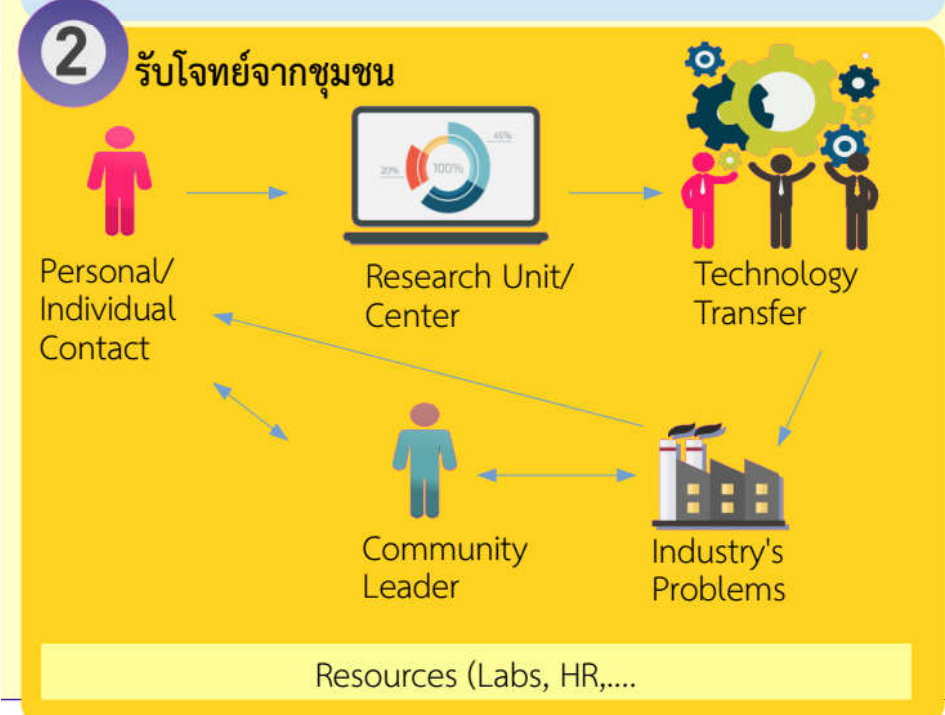 2
รับโจทย์จากชุมชน
45%
20%
100%
Personal/
Individual
Contact
Research Unit/
Center
Technology
Transfer
Community
Leader
Industry's
Problems
Resources (Labs, HR,....